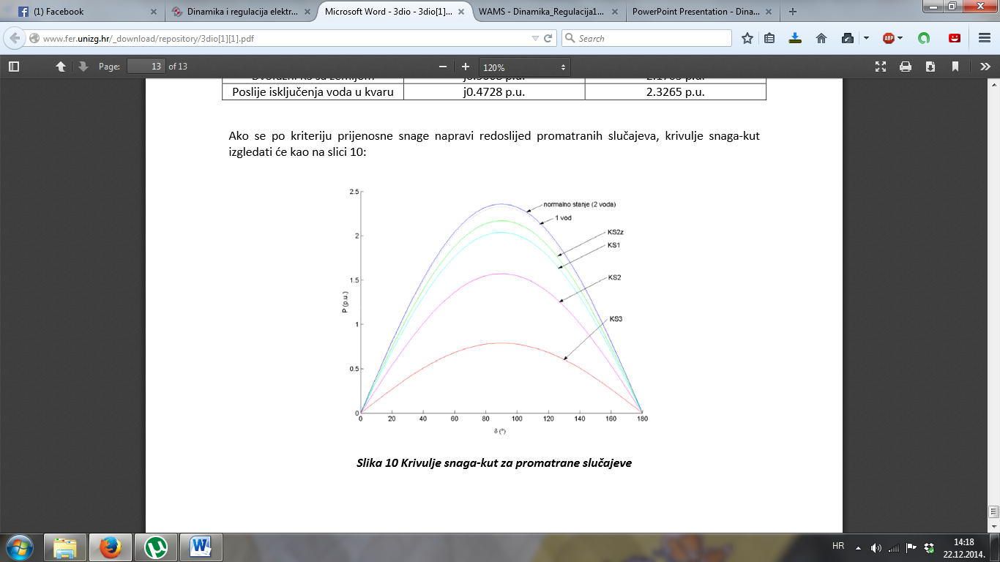 (1) Facebook
Dinamika i regulacija elektr...
Microsoft Word - 3dio - 3dio[1]...
WAMS - Dinamika_Regulacija1...
PowerPoint Presentation - Dina...
www.fer.unizg.hr/_download/repository/3dio[1][1].pdf
Search
ABP
Page: 13 of 13
120%
Poslije isključenja voda u kvaru j0.4728 p.u. 2.3265 p.u.
Ako se po kriteriju prijenosne snage napravi redoslijed promatranih slučajeva, krivulje snaga-kut
izgledati će kao na slici 10:
2.5
normalno stanje (2 voda)
1 vod
2
KS2z
KS1
1.5
KS2
P (p.u.)
1
KS3
0.5
0
0 20 40 60 80 100 120 140 160 180
δ (°)
Slika 10 Krivulje snaga-kut za promatrane slučajeve
HR
14:18
22.12.2014.